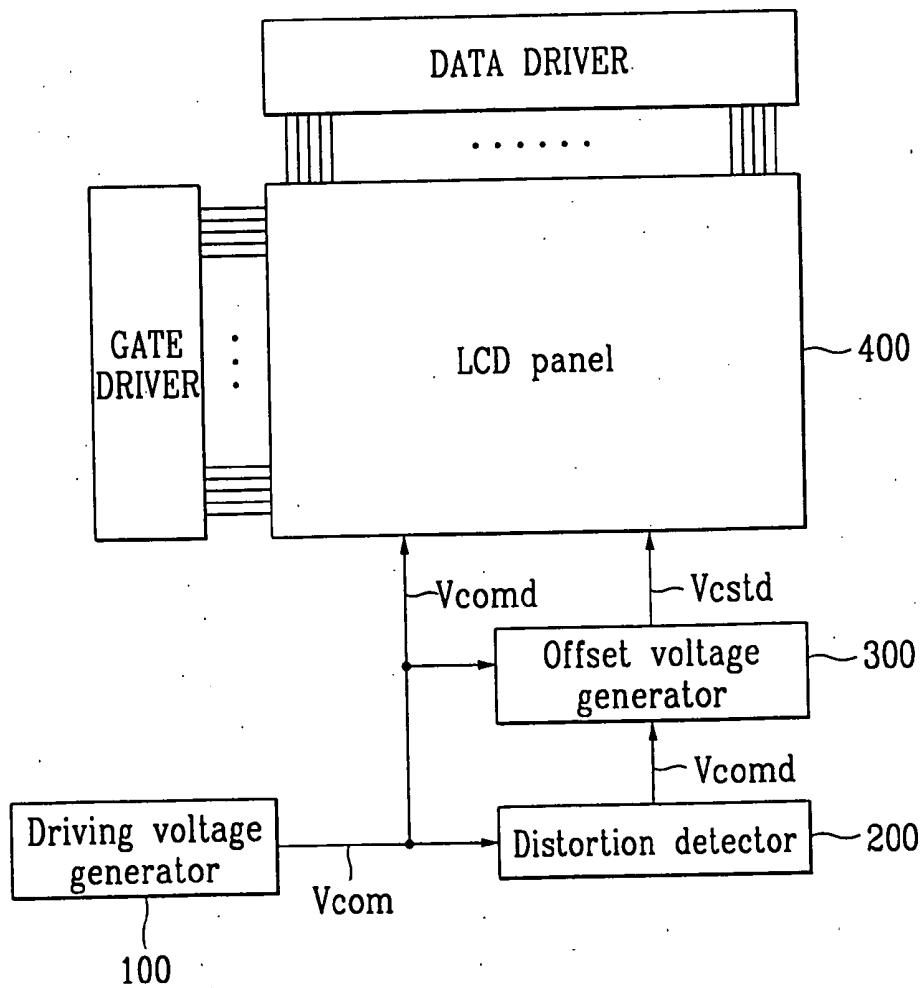 DATA DRIVER
GATE
DRIVER
LCD panel
400
Vcomd
Vcstd
Offset voltage
generator
300
Vcomd
Driving voltage
generator
Distortion detector
200
Vcom
100